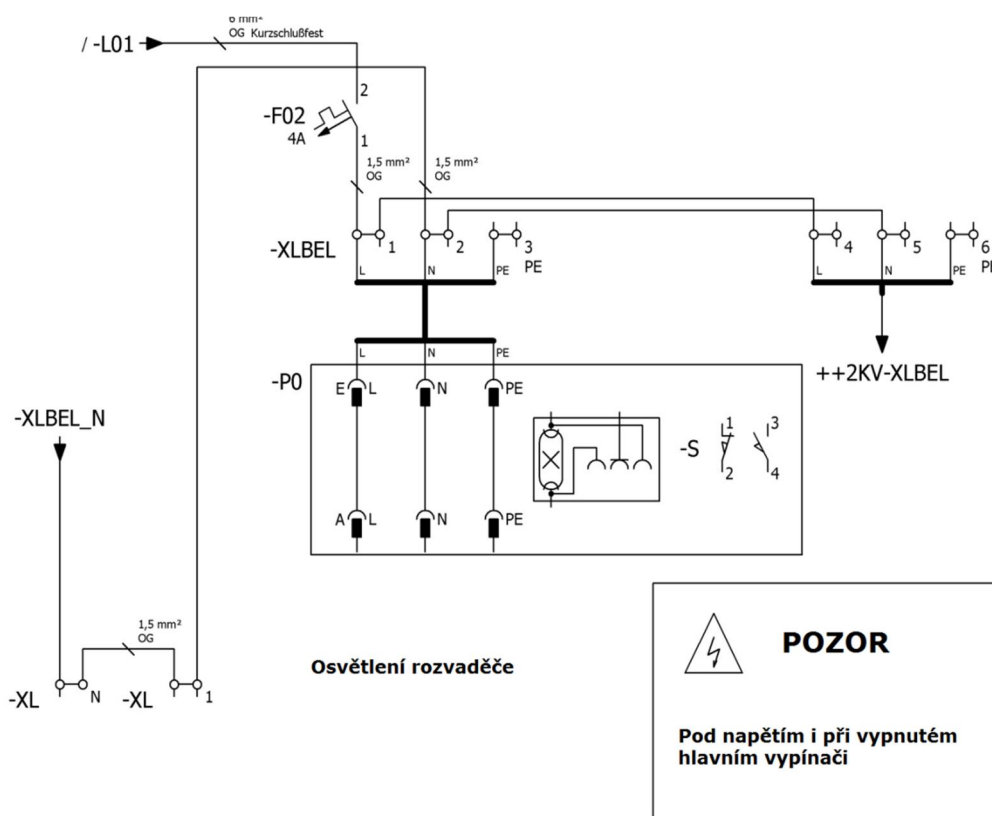 6 mm²
OG Kurzschlußfest
/ -L01
2
-F02
4A
1
1,5 mm²
OG
1,5 mm²
OG
-XLBEL
1
2
3
PE
4
5
6
PE
L
N
PE
L
N
PE
L
N
PE
++2KV-XLBEL
-P0
E
L
N
PE
-XLBEL_N
-S
1
2
3
4
A
L
N
PE
1,5 mm²
OG
-XL
N
-XL
1
Osvětlení rozvaděče
POZOR
Pod napětím i při vypnutém
hlavním vypínači